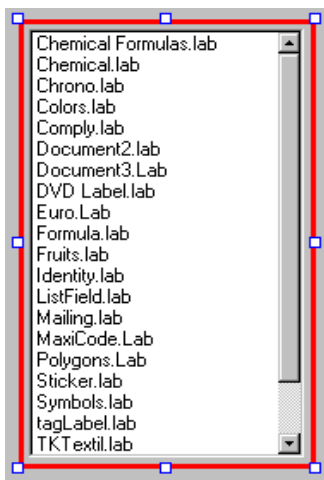 Chemical Formulas.lab
Chemical.lab
Chrono.lab
Colors.lab
Comply.lab
Document2.lab
Document3.Lab
DVD Label.lab
Euro.Lab
Formula.lab
Fruits.lab
Identity.lab
ListField.lab
Mailing.lab
MaxiCode.Lab
Polygons.Lab
Sticker.lab
Symbols.lab
tagLabel.lab
TKTextil.lab